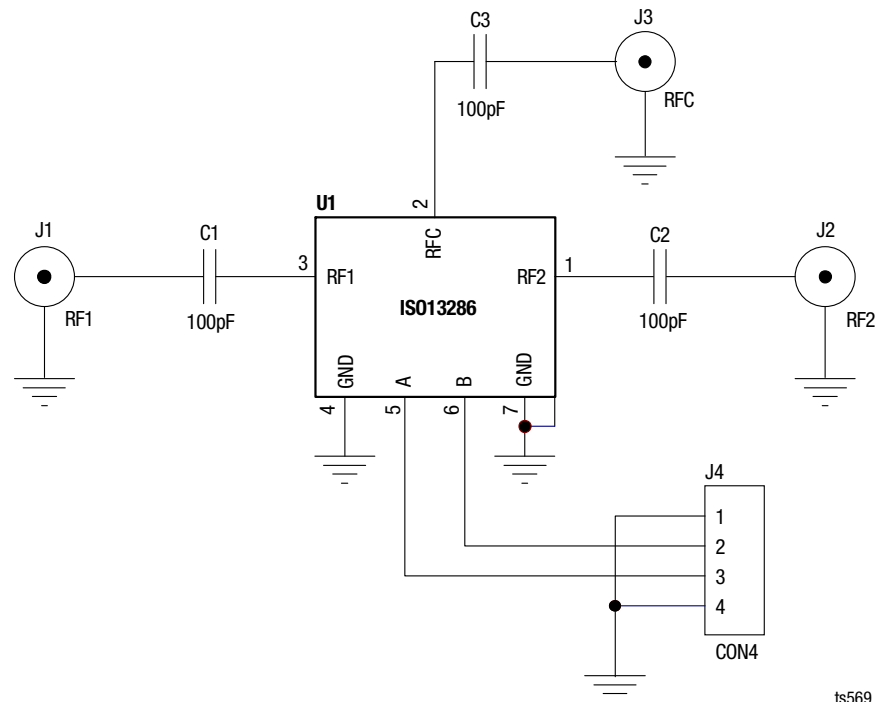 C3
J3
100pF
RFC
U1
2
RFC
J1
C1
3
RF1
RF2
1
C2
J2
RF1
100pF
ISO13286
100pF
RF2
GND
A
B
GND
4
5
6
7
J4
1
2
3
4
CON4
ts569